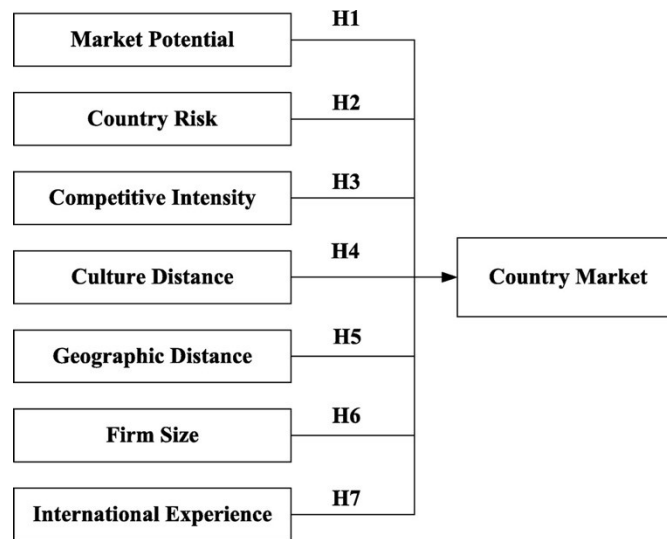 H1
Market Potential
H2
Country Risk
H3
Competitive Intensity
H4
Culture Distance
Country Market
H5
Geographic Distance
H6
Firm Size
H7
International Experience